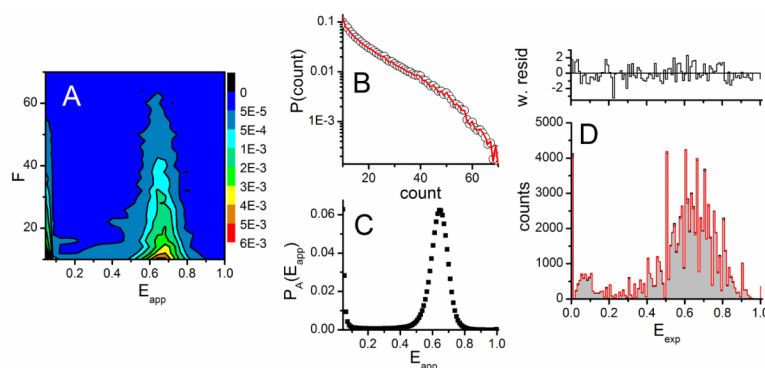 A
F
60
40
20
0.2 0.4 0.6 0.8 1.0
E app
0
5E-5
5E-4
1E-3
2E-3
3E-3
4E-3
5E-3
6E-3
B
P(count)
0.1
0.01
1E-3
20 40 60
count
C
P A (E app )
0.06
0.04
0.02
0.00
0.2 0.4 0.6 0.8 1.0
E app
w. resid
2
0
-2
D
counts
5000
4000
3000
2000
1000
0
0.0 0.2 0.4 0.6 0.8 1.0
E exp